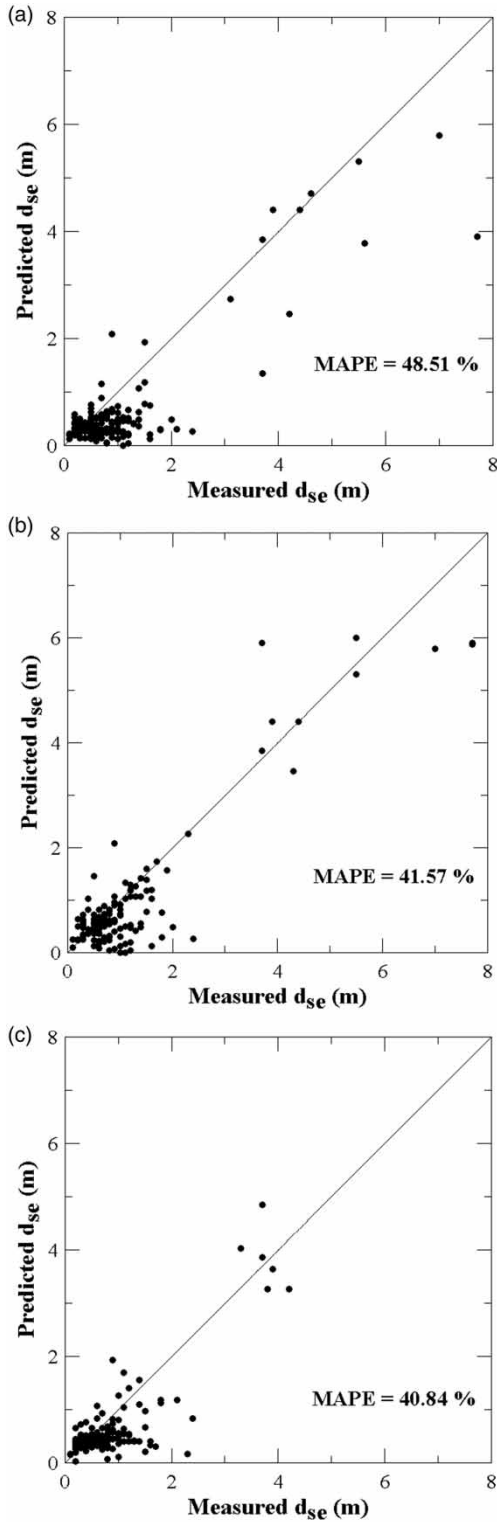 (a)
8
6
4
2
0
Predicted dse (m)
MAPE = 48.51 %
0 2 4 6 8
Measured dse (m)
(b)
8
6
4
2
0
Predicted dse (m)
MAPE = 41.57 %
0 2 4 6 8
Measured dse (m)
(c)
8
6
4
2
0
Predicted dse (m)
MAPE = 40.84 %
0 2 4 6 8
Measured dse (m)